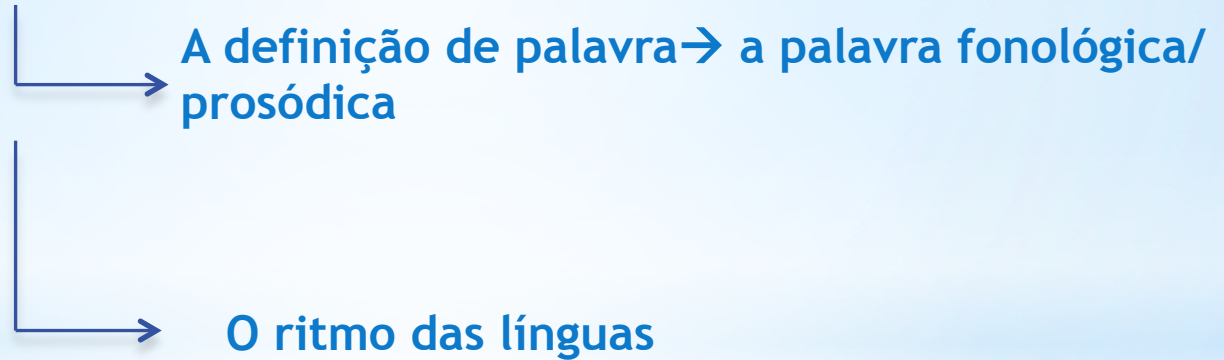 A definição de palavra→ a palavra fonológica/
prosódica
O ritmo das línguas